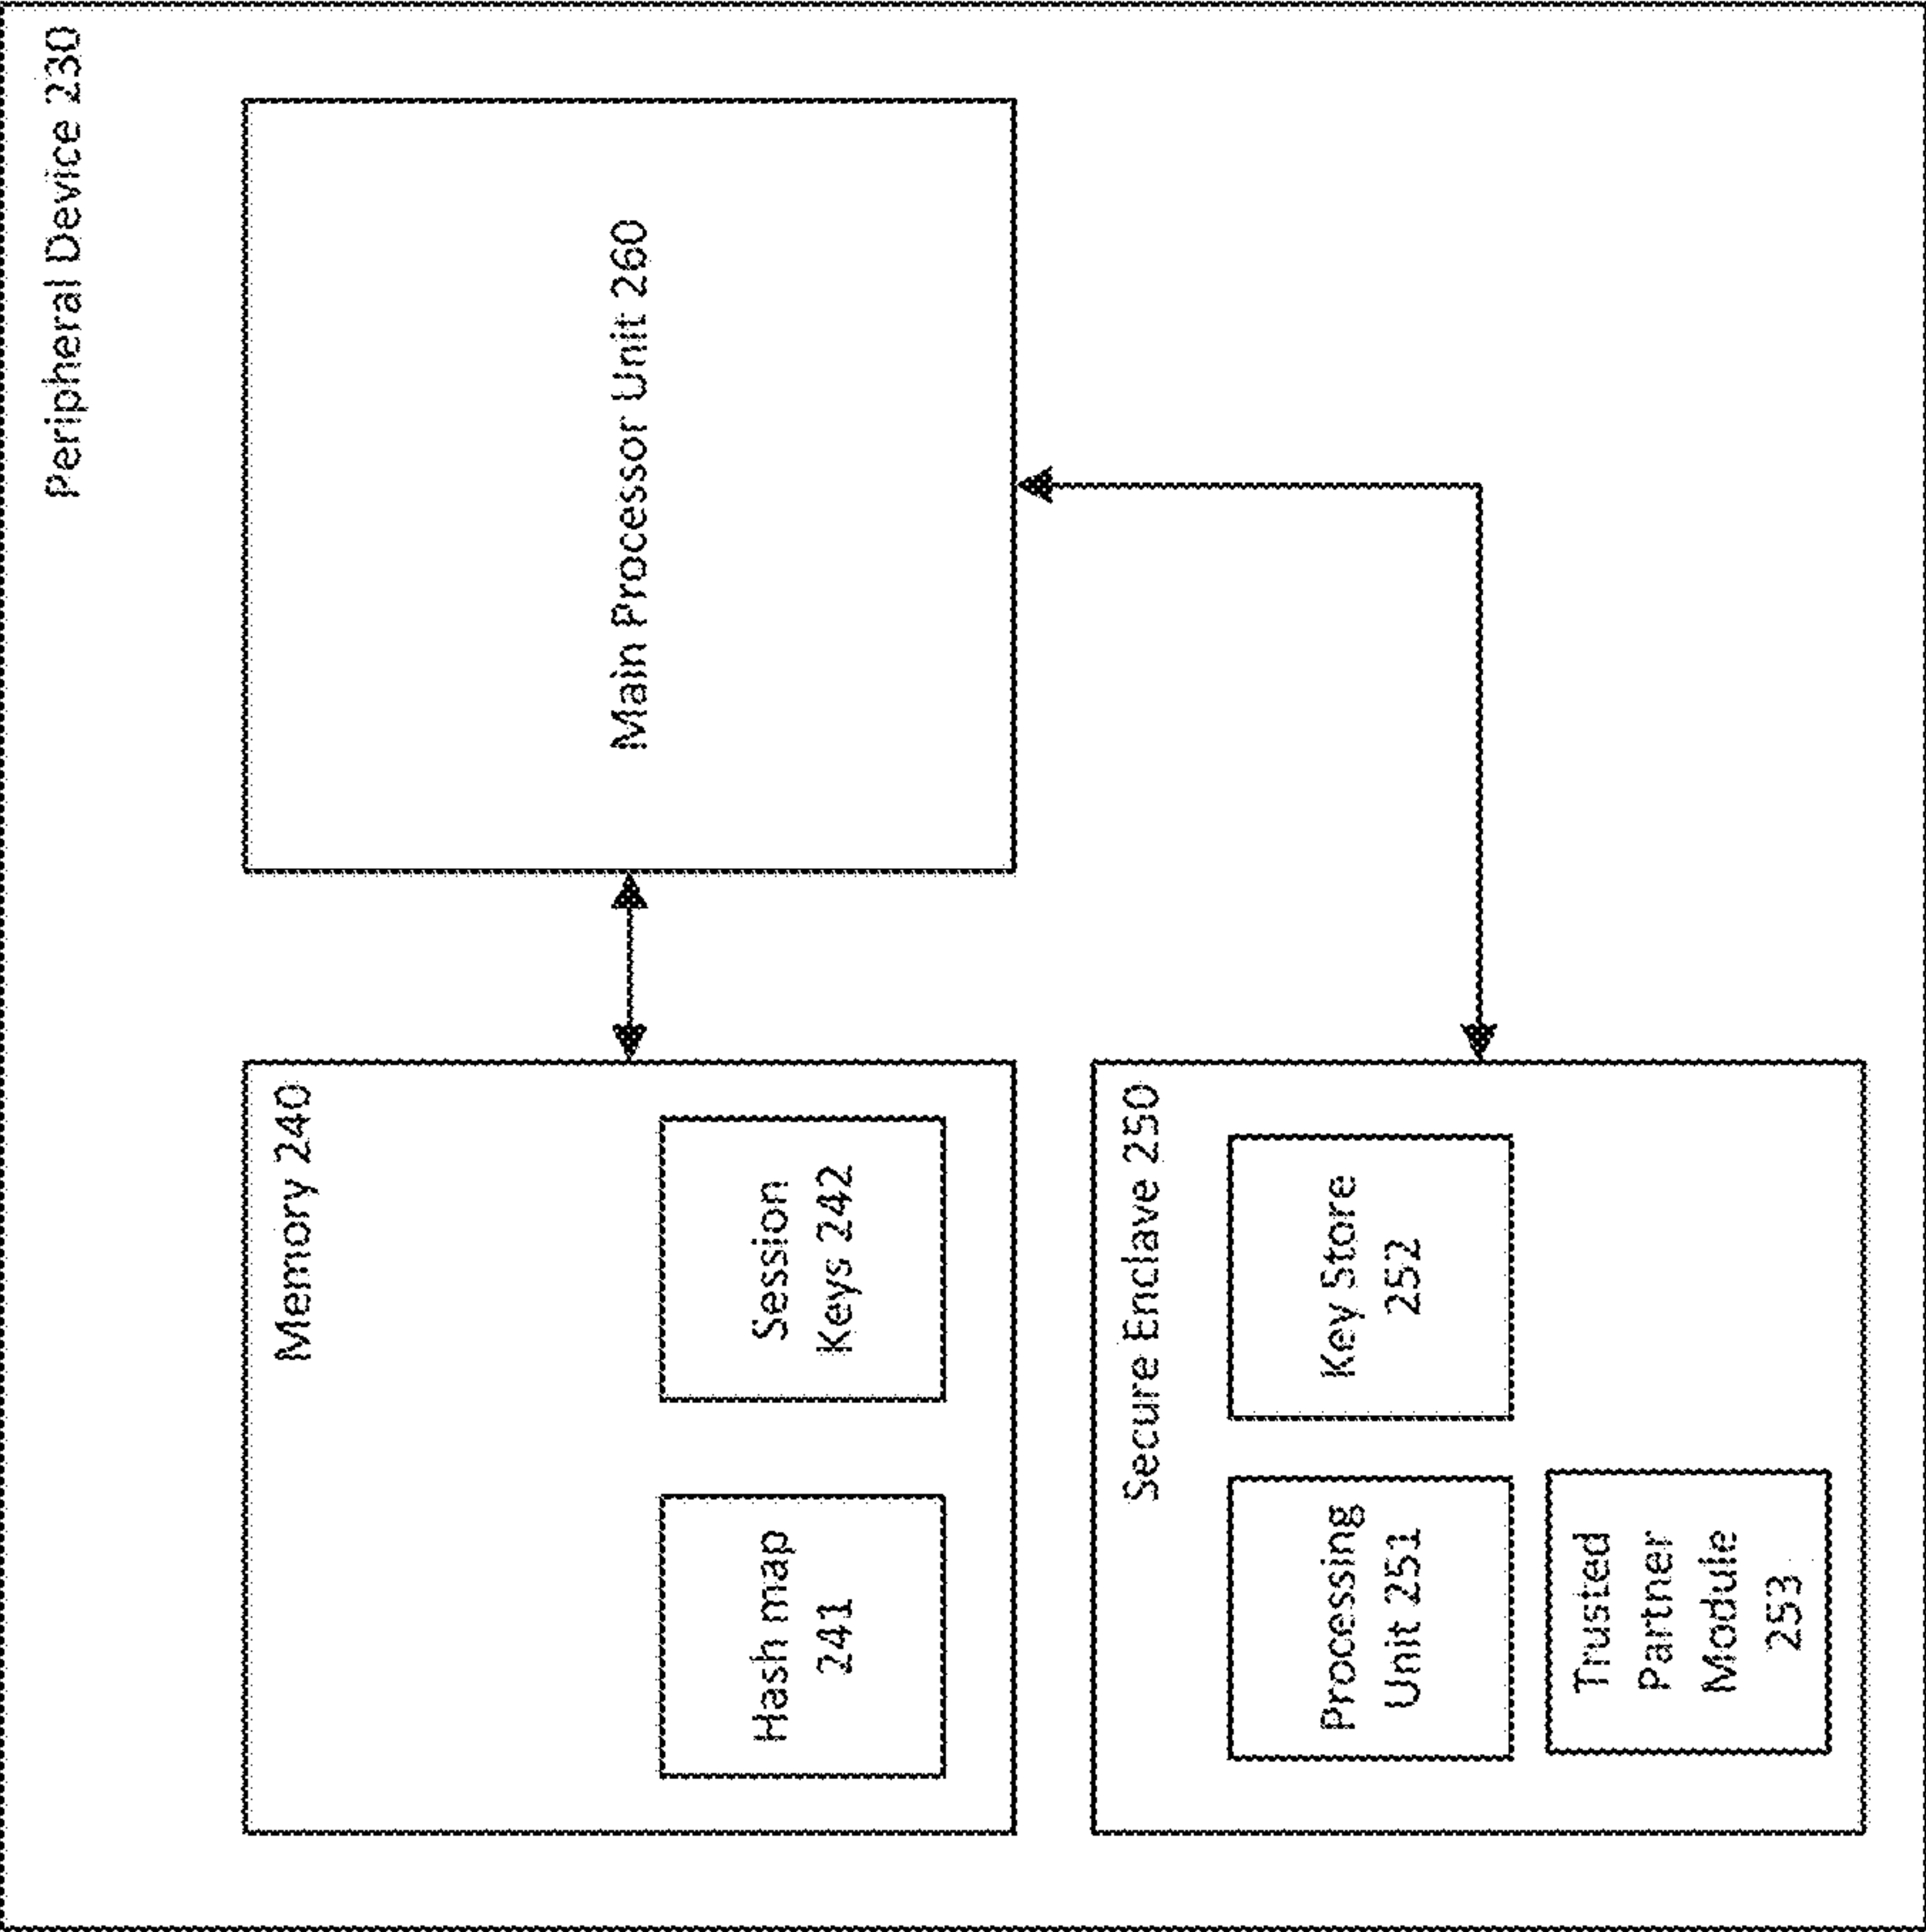 Peripheral Device 230
Memory 240
Hash map
241
Session
Keys 242
Main Processor Unit 260
Secure Enclave 250
Processing
Unit 251
Key Store
252
Trusted
Partner
Module
253